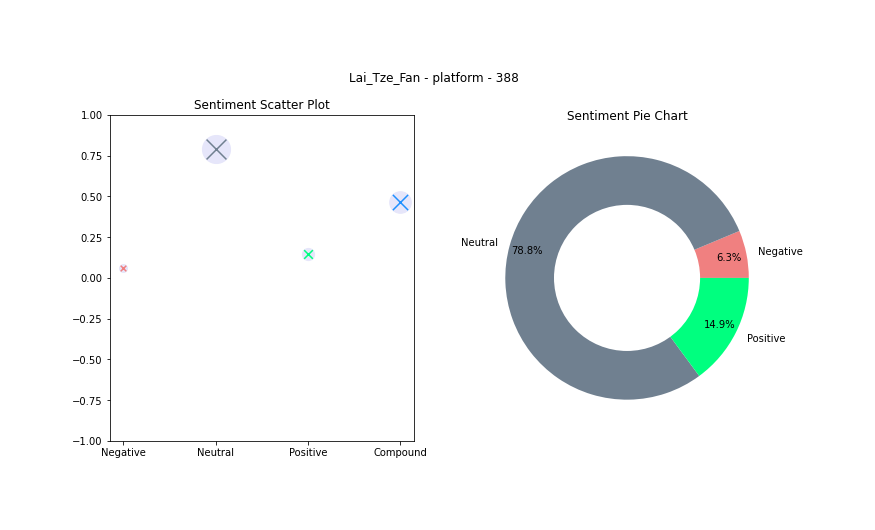 Lai_Tze_Fan - platform - 388
Sentiment Scatter Plot
1.00
0.75
0.50
0.25
0.00
−0.25
−0.50
−0.75
−1.00
Negative
Neutral
Positive
Compound
Sentiment Pie Chart
Neutral
78.8%
6.3%
Negative
14.9%
Positive